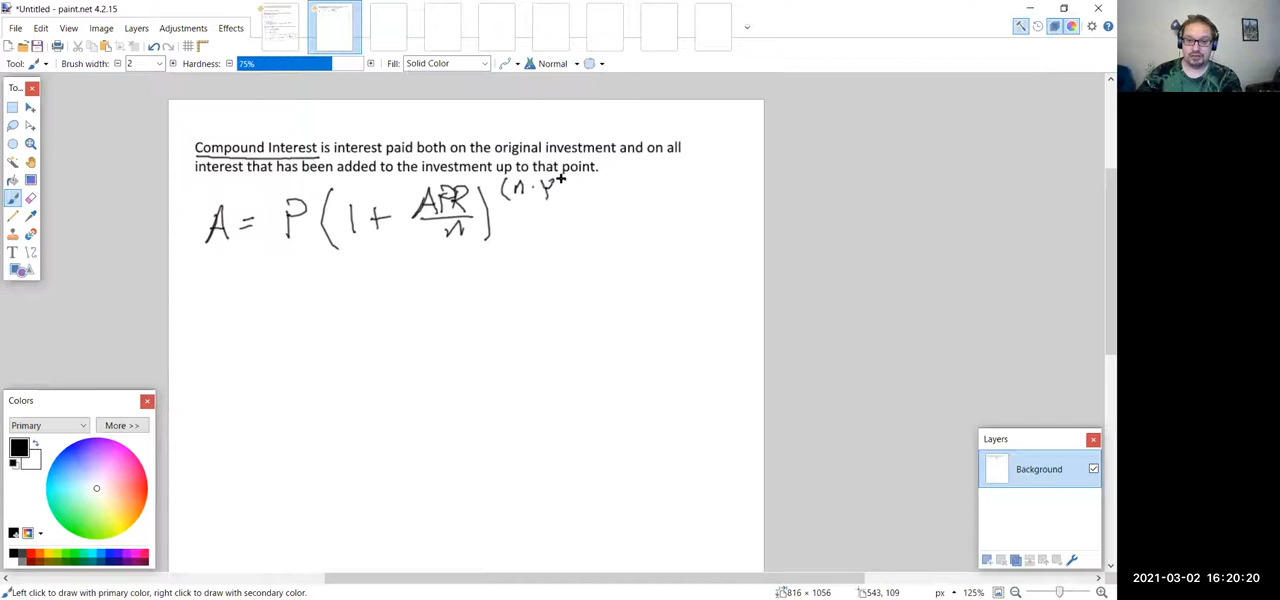 *Untitled - paint.net 4.2.15
File Edit View Image Layers Adjustments Effects
Tool: Brush width: 2 Hardness: 75% Fill: Solid Color Normal
To...
Compound Interest is interest paid both on the original investment and on all
interest that has been added to the investment up to that point.
A = P(1 + APR/n)^(n·Y
Colors
Primary More >>
Layers
Background
Left click to draw with primary color, right click to draw with secondary color.
816 x 1056 543, 109 px 125%
2021-03-02 16:20:20